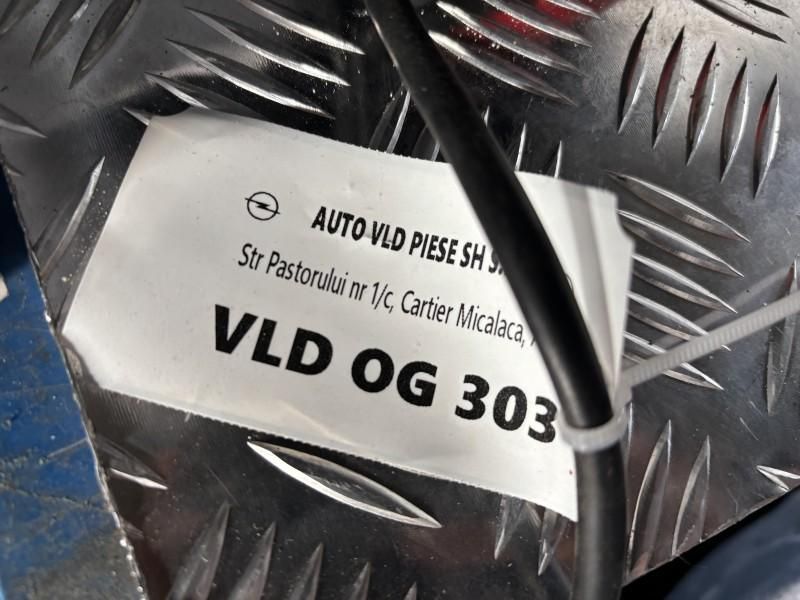 AUTO VLD PIESE SH
Str Pastorului nr 1/c, Cartier Micalaca,
VLD OG 303